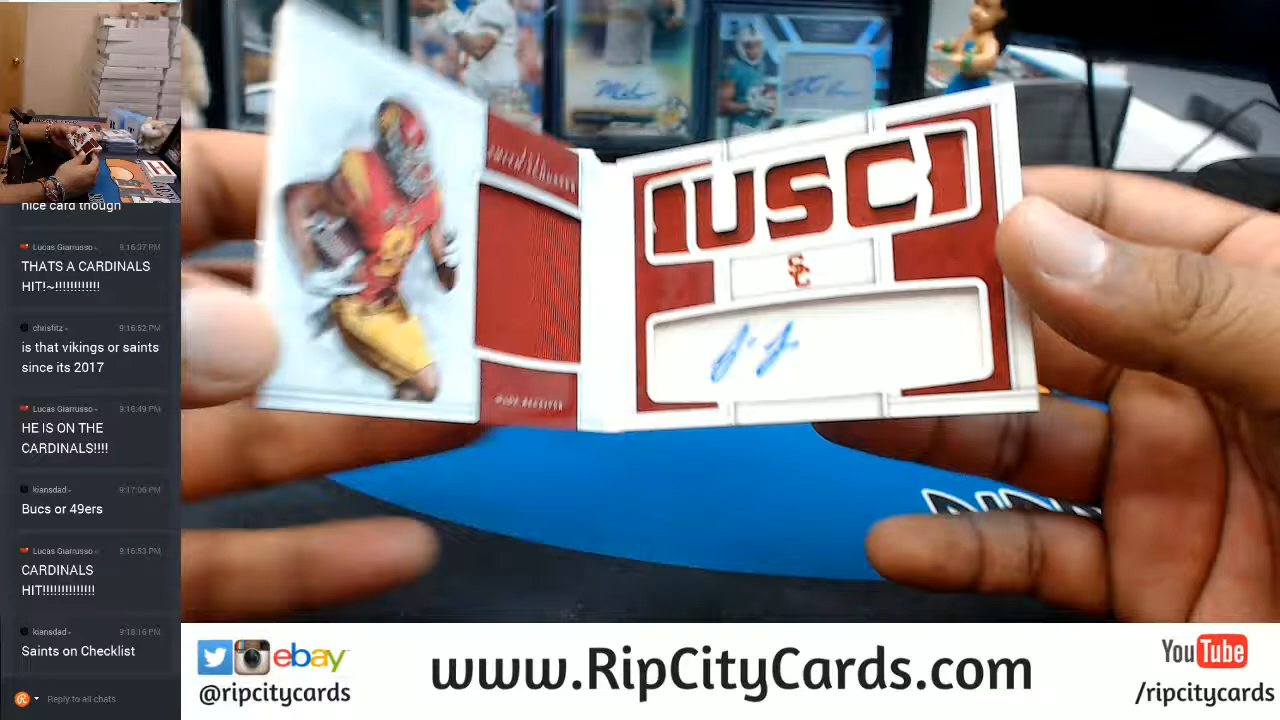 nice card though
Lucas Giarrusso - 9:16:37 PM
THATS A CARDINALS
HIT!~!!!!!!!!!!!!
chrisfitz - 9:16:52 PM
is that vikings or saints
since its 2017
Lucas Giarrusso - 9:16:49 PM
HE IS ON THE
CARDINALS!!!!
kiansdad - 9:17:06 PM
Bucs or 49ers
Lucas Giarrusso - 9:16:53 PM
CARDINALS
HIT!!!!!!!!!!!!!!
kiansdad - 9:18:16 PM
Saints on Checklist
Reply to all chats
USC
SC
WIDE RECEIVER
ebay
@ripcitycards
www.RipCityCards.com
YouTube
/ripcitycards